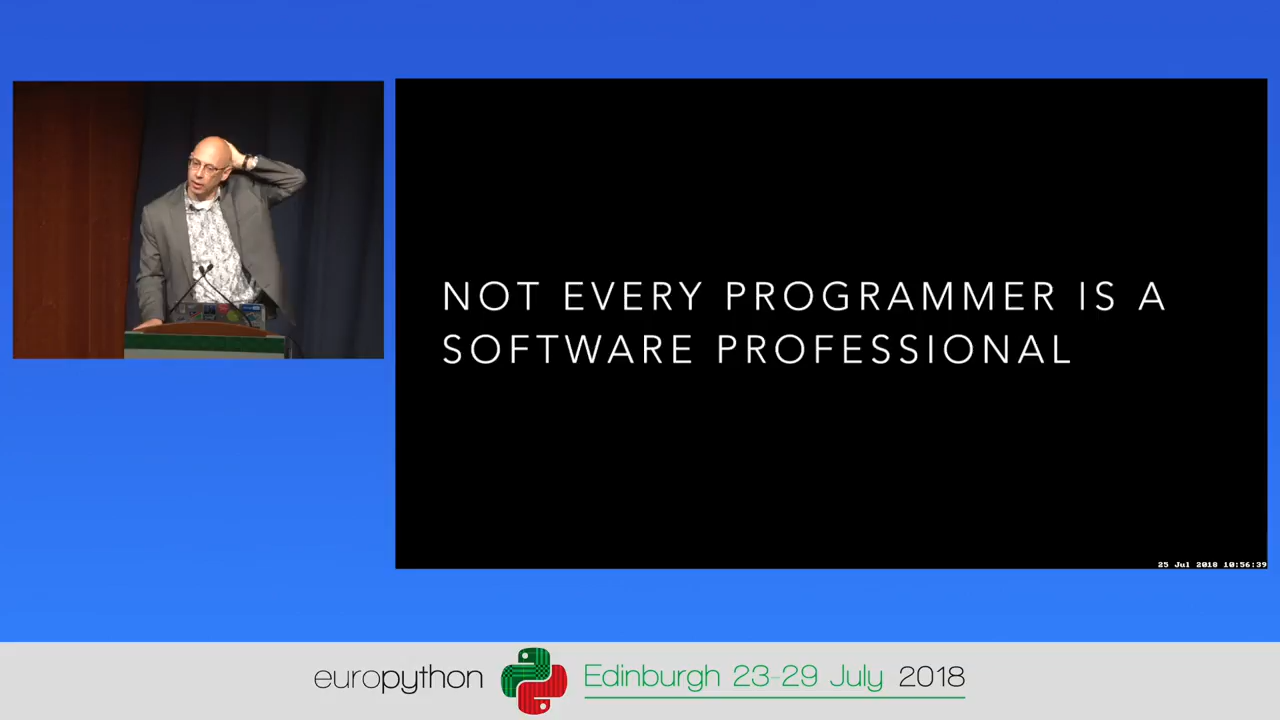 NOT EVERY PROGRAMMER IS A
SOFTWARE PROFESSIONAL
25 Jul 2018 10:56:39
europython Edinburgh 23-29 July 2018